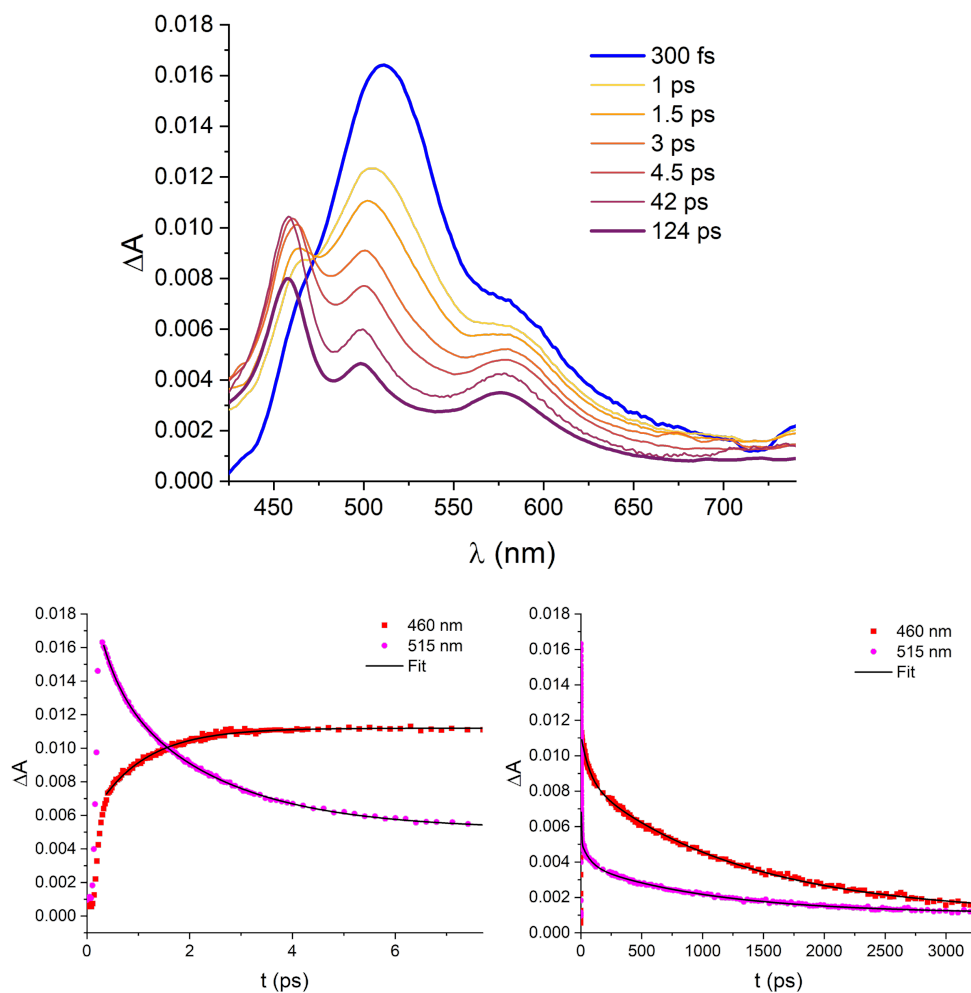 0.018
0.016
0.014
0.012
0.010
0.008
0.006
0.004
0.002
0.000
ΔA
300 fs
1 ps
1.5 ps
3 ps
4.5 ps
42 ps
124 ps
450 500 550 600 650 700
λ (nm)
0.018
0.016
0.014
0.012
0.010
0.008
0.006
0.004
0.002
0.000
ΔA
460 nm
515 nm
Fit
0 2 4 6
t (ps)
0.018
0.016
0.014
0.012
0.010
0.008
0.006
0.004
0.002
0.000
ΔA
460 nm
515 nm
Fit
0 500 1000 1500 2000 2500 3000
t (ps)